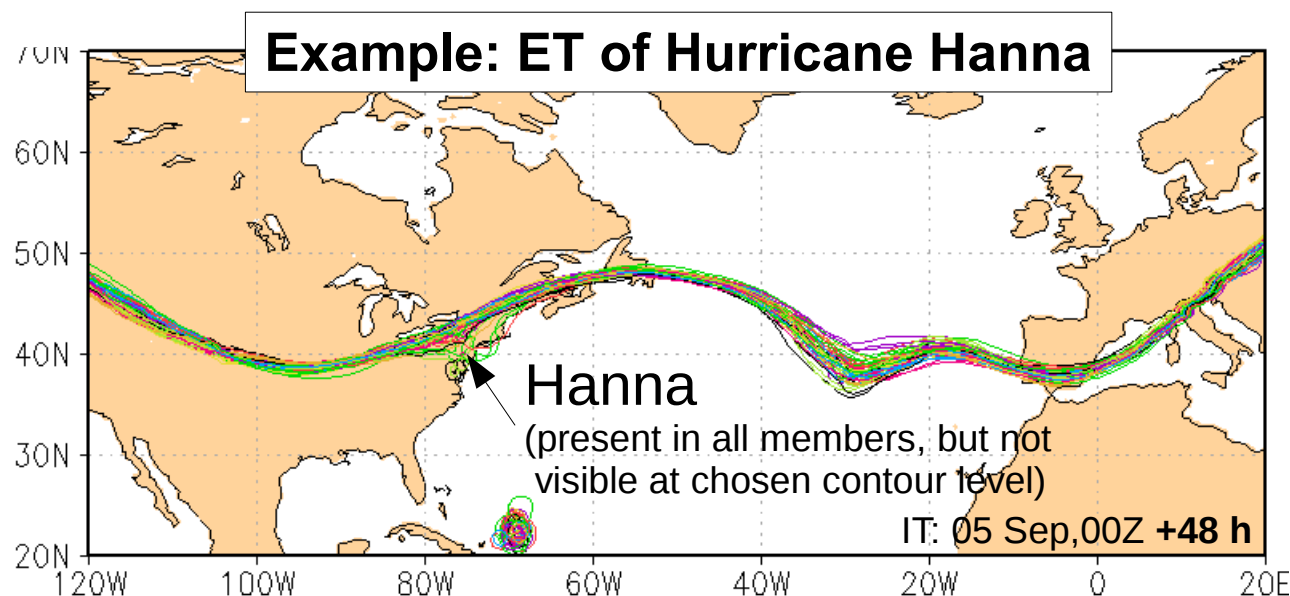 Example: ET of Hurricane Hanna
70N
60N
50N
40N
30N
20N
Hanna
(present in all members, but not
visible at chosen contour level)
IT: 05 Sep,00Z +48 h
120W 100W 80W 60W 40W 20W 0 20E